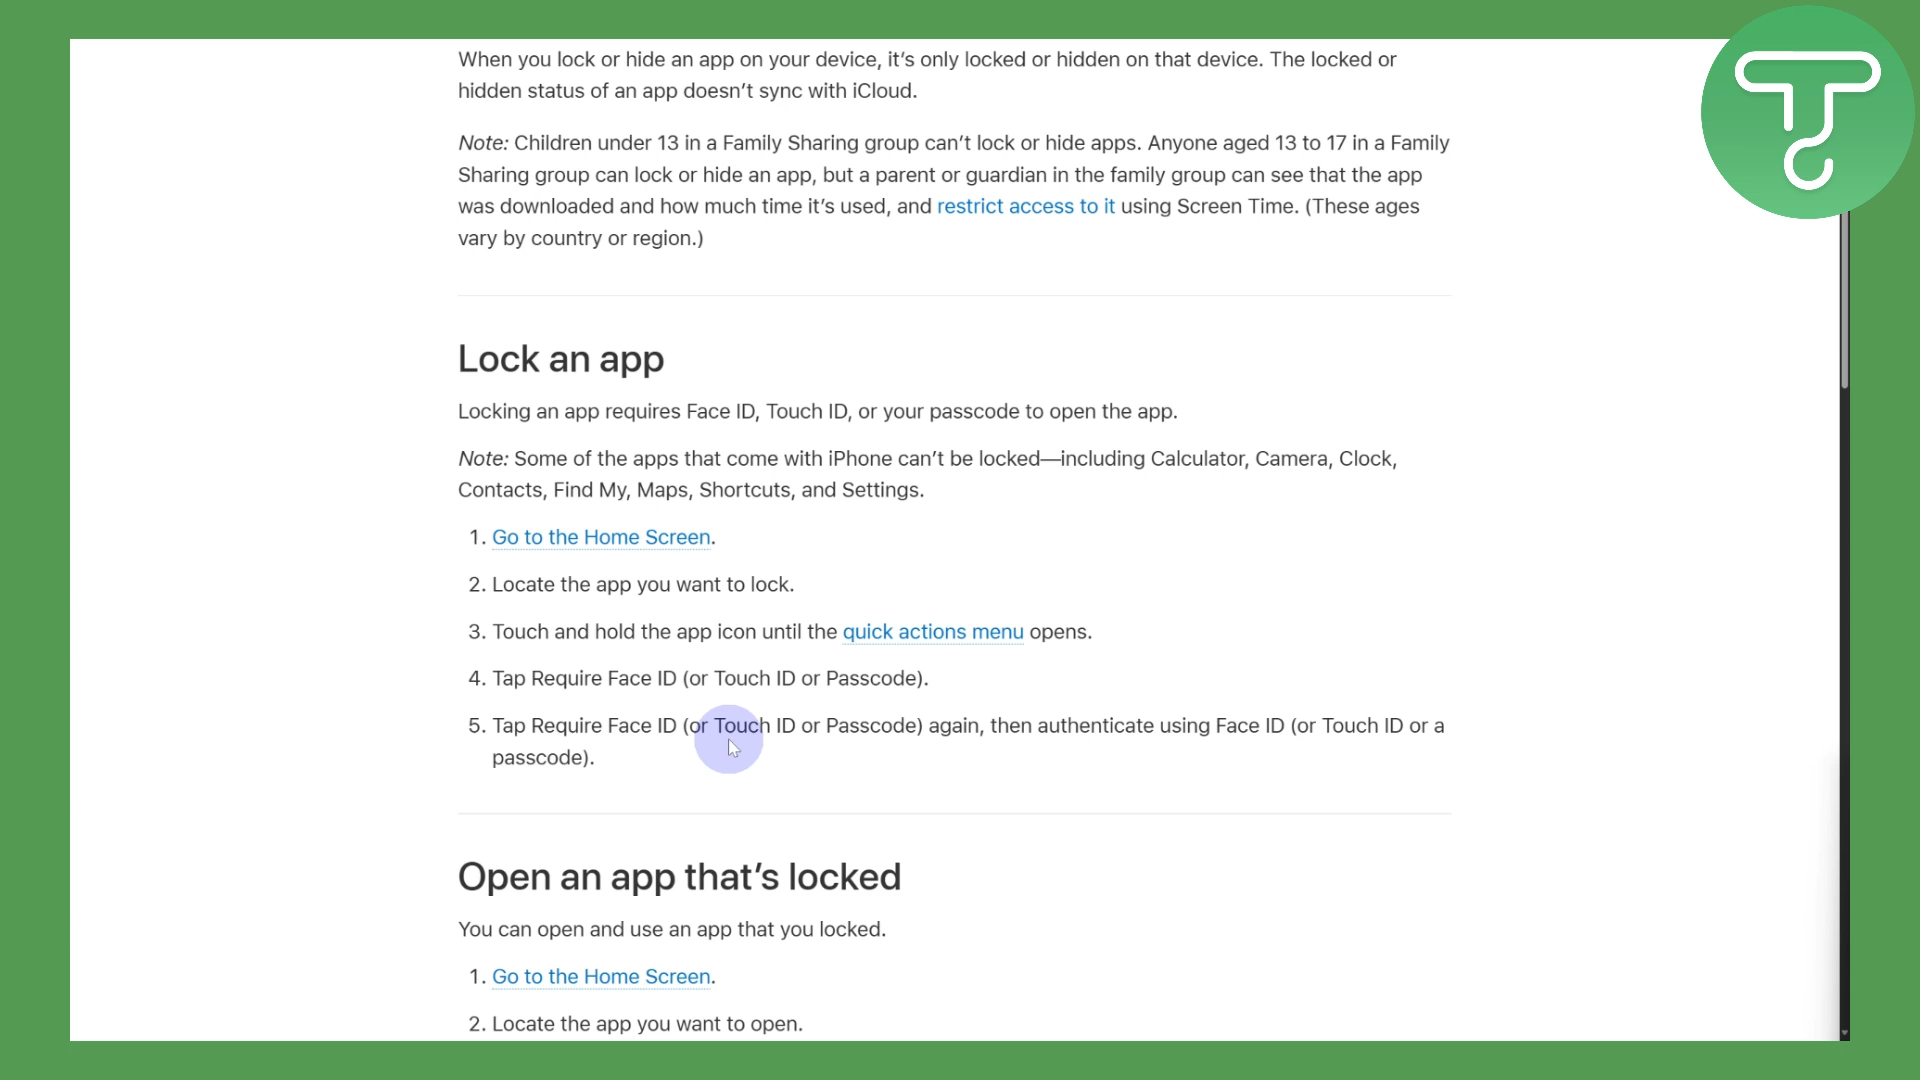 When you lock or hide an app on your device, it’s only locked or hidden on that device. The locked or
hidden status of an app doesn’t sync with iCloud.
Note: Children under 13 in a Family Sharing group can’t lock or hide apps. Anyone aged 13 to 17 in a Family
Sharing group can lock or hide an app, but a parent or guardian in the family group can see that the app
was downloaded and how much time it’s used, and restrict access to it using Screen Time. (These ages
vary by country or region.)
Lock an app
Locking an app requires Face ID, Touch ID, or your passcode to open the app.
Note: Some of the apps that come with iPhone can’t be locked—including Calculator, Camera, Clock,
Contacts, Find My, Maps, Shortcuts, and Settings.
1. Go to the Home Screen.
2. Locate the app you want to lock.
3. Touch and hold the app icon until the quick actions menu opens.
4. Tap Require Face ID (or Touch ID or Passcode).
5. Tap Require Face ID (or Touch ID or Passcode) again, then authenticate using Face ID (or Touch ID or a
passcode).
Open an app that’s locked
You can open and use an app that you locked.
1. Go to the Home Screen.
2. Locate the app you want to open.